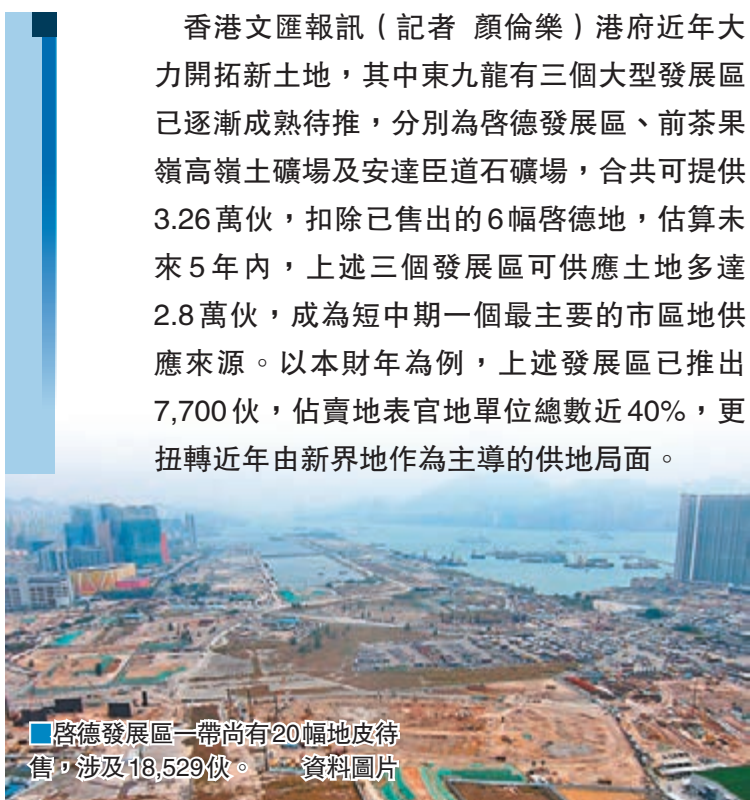 香港文匯報訊（記者 顏倫樂）港府近年大
力開拓新土地，其中東九龍有三個大型發展區
已逐漸成熟待推，分別為啓德發展區、前茶果
嶺高嶺土礦場及安達臣道石礦場，合共可提供
3.26萬伙，扣除已售出的6幅啓德地，估算未
來5年內，上述三個發展區可供應土地多達
2.8萬伙，成為短中期一個最主要的市區地供
應來源。以本財年為例，上述發展區已推出
7,700伙，佔賣地表官地單位總數近40%，更
扭轉近年由新界地作為主導的供地局面。
■啓德發展區一帶尚有20幅地皮待
售，涉及18,529伙。 資料圖片